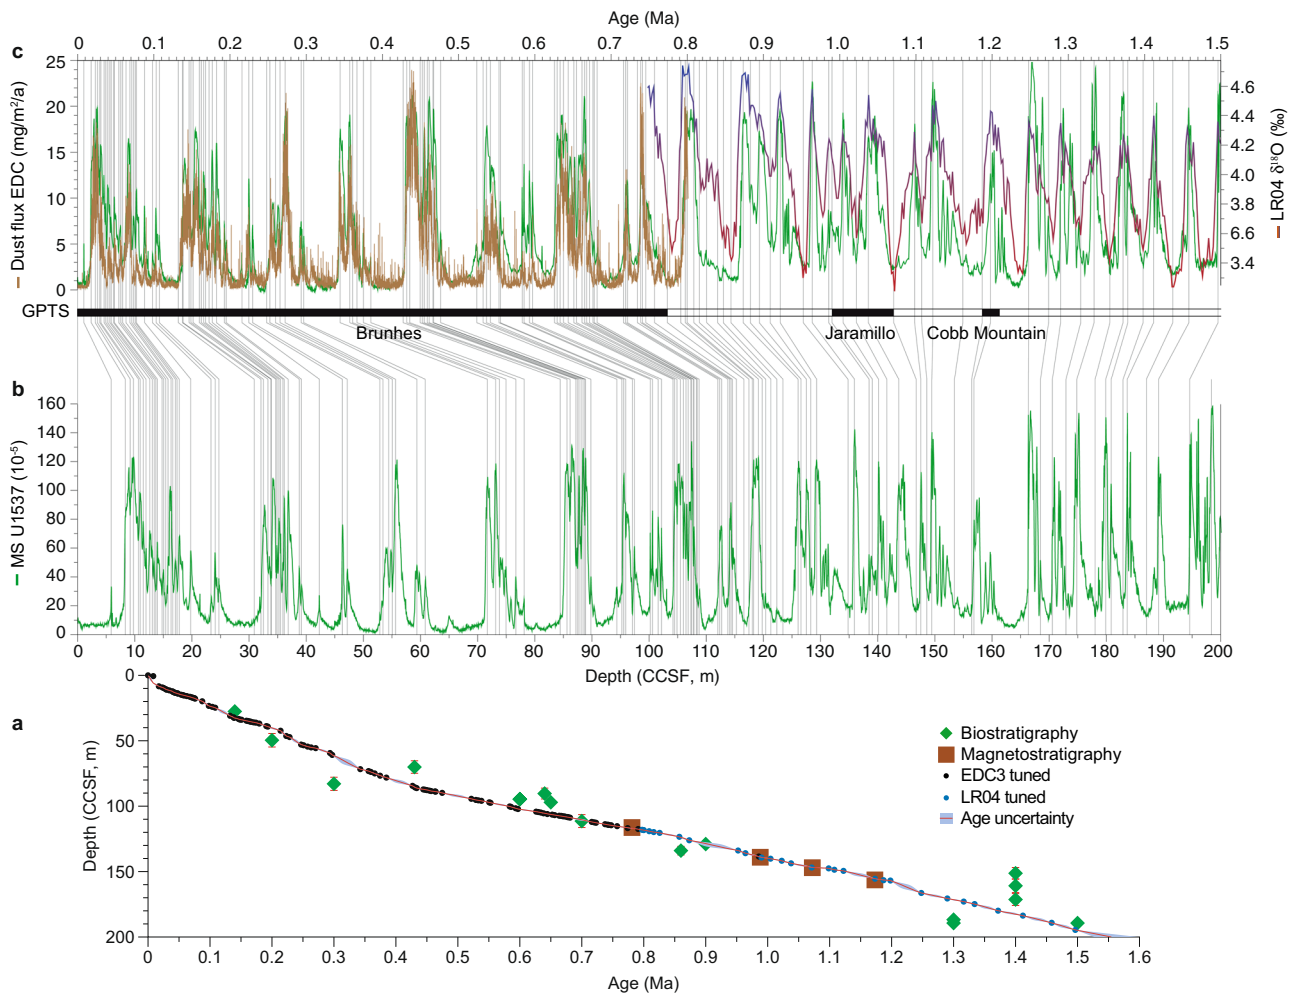 Age (Ma)
c
0 0.1 0.2 0.3 0.4 0.5 0.6 0.7 0.8 0.9 1.0 1.1 1.2 1.3 1.4 1.5
25
20
15
10
5
0
Dust flux EDC (mg/m²/a)
4.6
4.4
4.2
4.0
3.8
6.6
3.4
LR04 δ¹⁸O (‰)
GPTS
Brunhes Jaramillo Cobb Mountain
b
160
140
120
100
80
60
40
20
0
MS U1537 (10⁻⁵)
0 10 20 30 40 50 60 70 80 90 100 110 120 130 140 150 160 170 180 190 200
Depth (CCSF, m)
a
0
50
100
150
200
Depth (CCSF, m)
Biostratigraphy
Magnetostratigraphy
EDC3 tuned
LR04 tuned
Age uncertainty
0 0.1 0.2 0.3 0.4 0.5 0.6 0.7 0.8 0.9 1.0 1.1 1.2 1.3 1.4 1.5 1.6
Age (Ma)